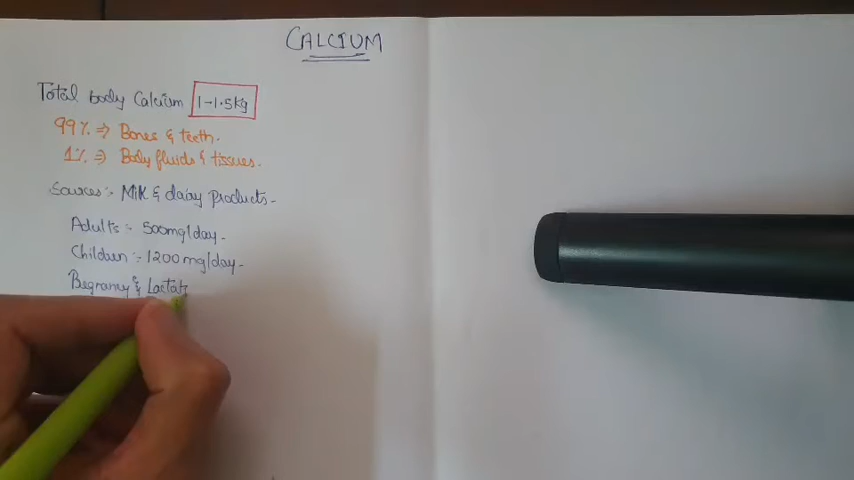 CALCIUM
Total body Calcium 1-1.5kg
99% ⇒ Bones & teeth.
1% ⇒ Body fluids & tissues.
Sources:- Milk & dairy products-
Adults:- 500mg/day-
Children:- 1200mg/day-
Pregnancy & Lactati